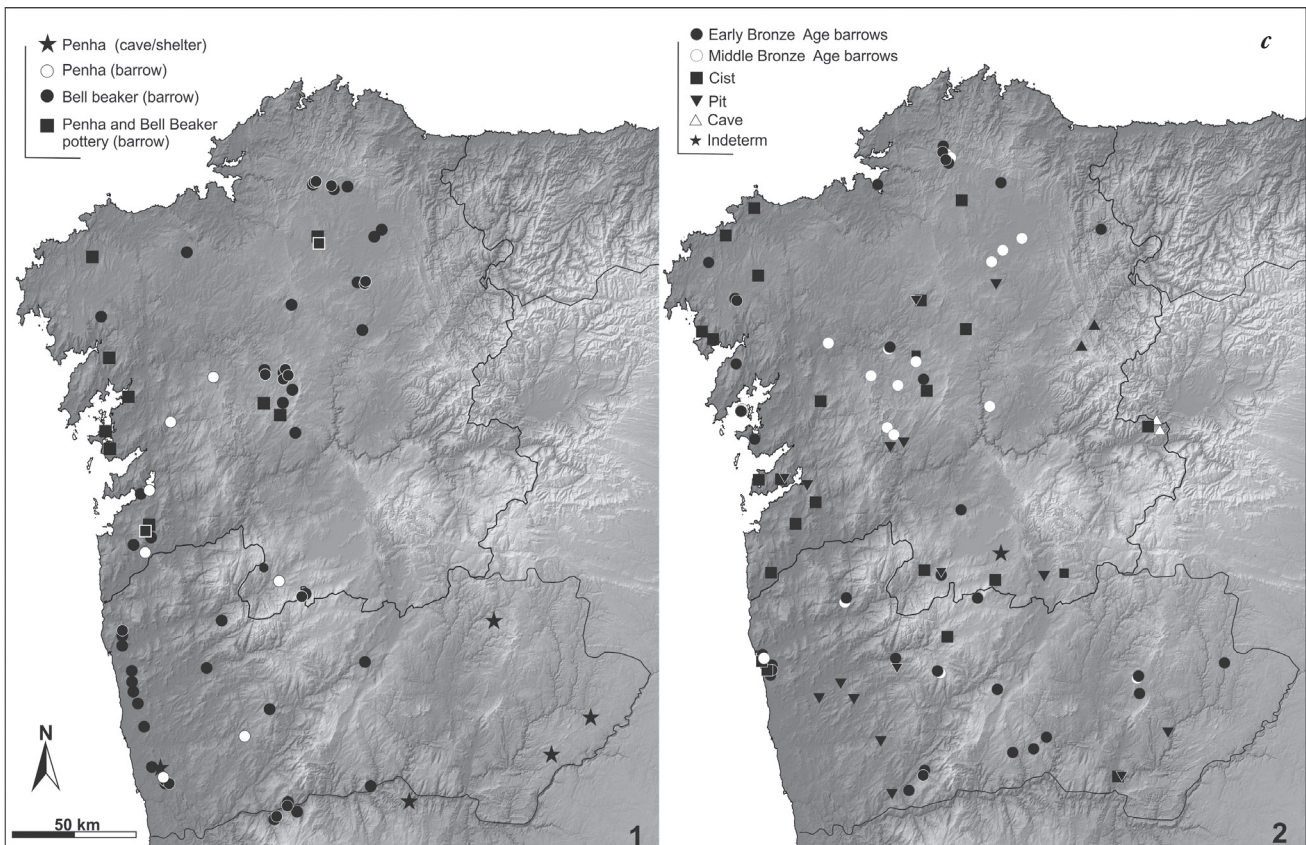 Penha (cave/shelter)
Penha (barrow)
Bell beaker (barrow)
Penha and Bell Beaker
pottery (barrow)
N
50 km
1
Early Bronze Age barrows
Middle Bronze Age barrows
Cist
Pit
Cave
Indeterm
c
2